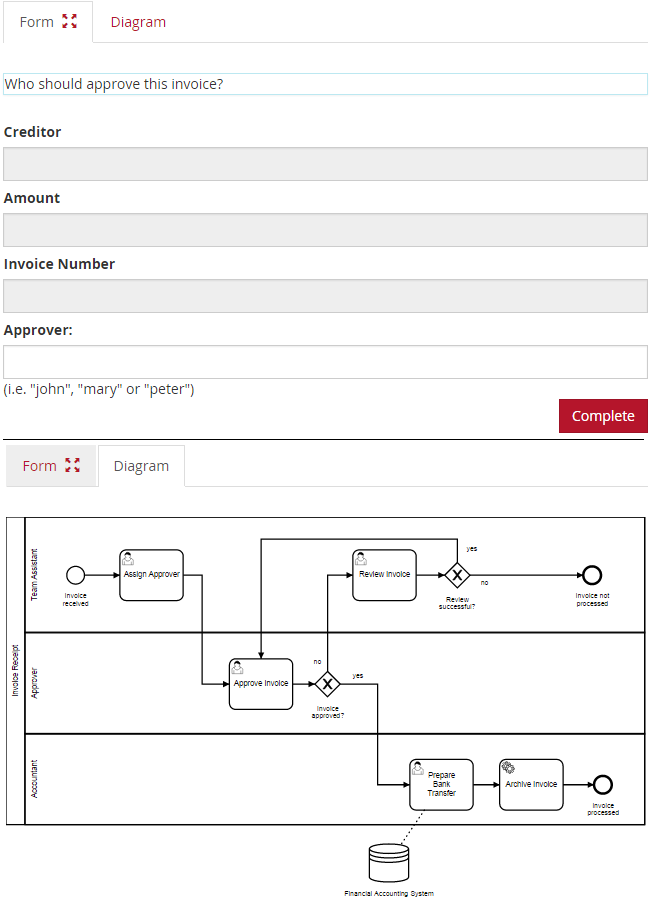 Form
Diagram
Who should approve this invoice?
Creditor
Amount
Invoice Number
Approver:
(i.e. "john", "mary" or "peter")
Complete
Form
Diagram
Invoice Receipt
Team Assistant
Invoice
received
Assign Approver
Review Invoice
yes
no
Review
successful?
Invoice not
processed
Approver
Approve Invoice
no
yes
Invoice
approved?
Accountant
Prepare
Bank
Transfer
Archive Invoice
Invoice
processed
Financial Accounting System